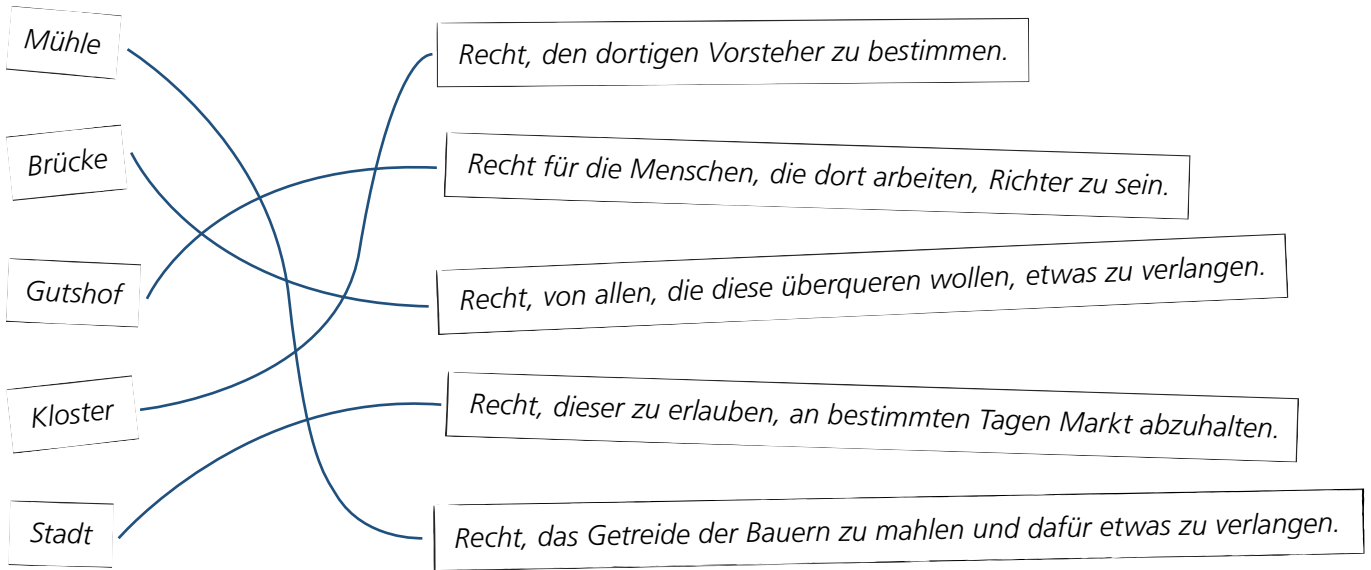 Mühle
Recht, den dortigen Vorsteher zu bestimmen.
Brücke
Recht für die Menschen, die dort arbeiten, Richter zu sein.
Gutshof
Recht, von allen, die diese überqueren wollen, etwas zu verlangen.
Kloster
Recht, dieser zu erlauben, an bestimmten Tagen Markt abzuhalten.
Stadt
Recht, das Getreide der Bauern zu mahlen und dafür etwas zu verlangen.